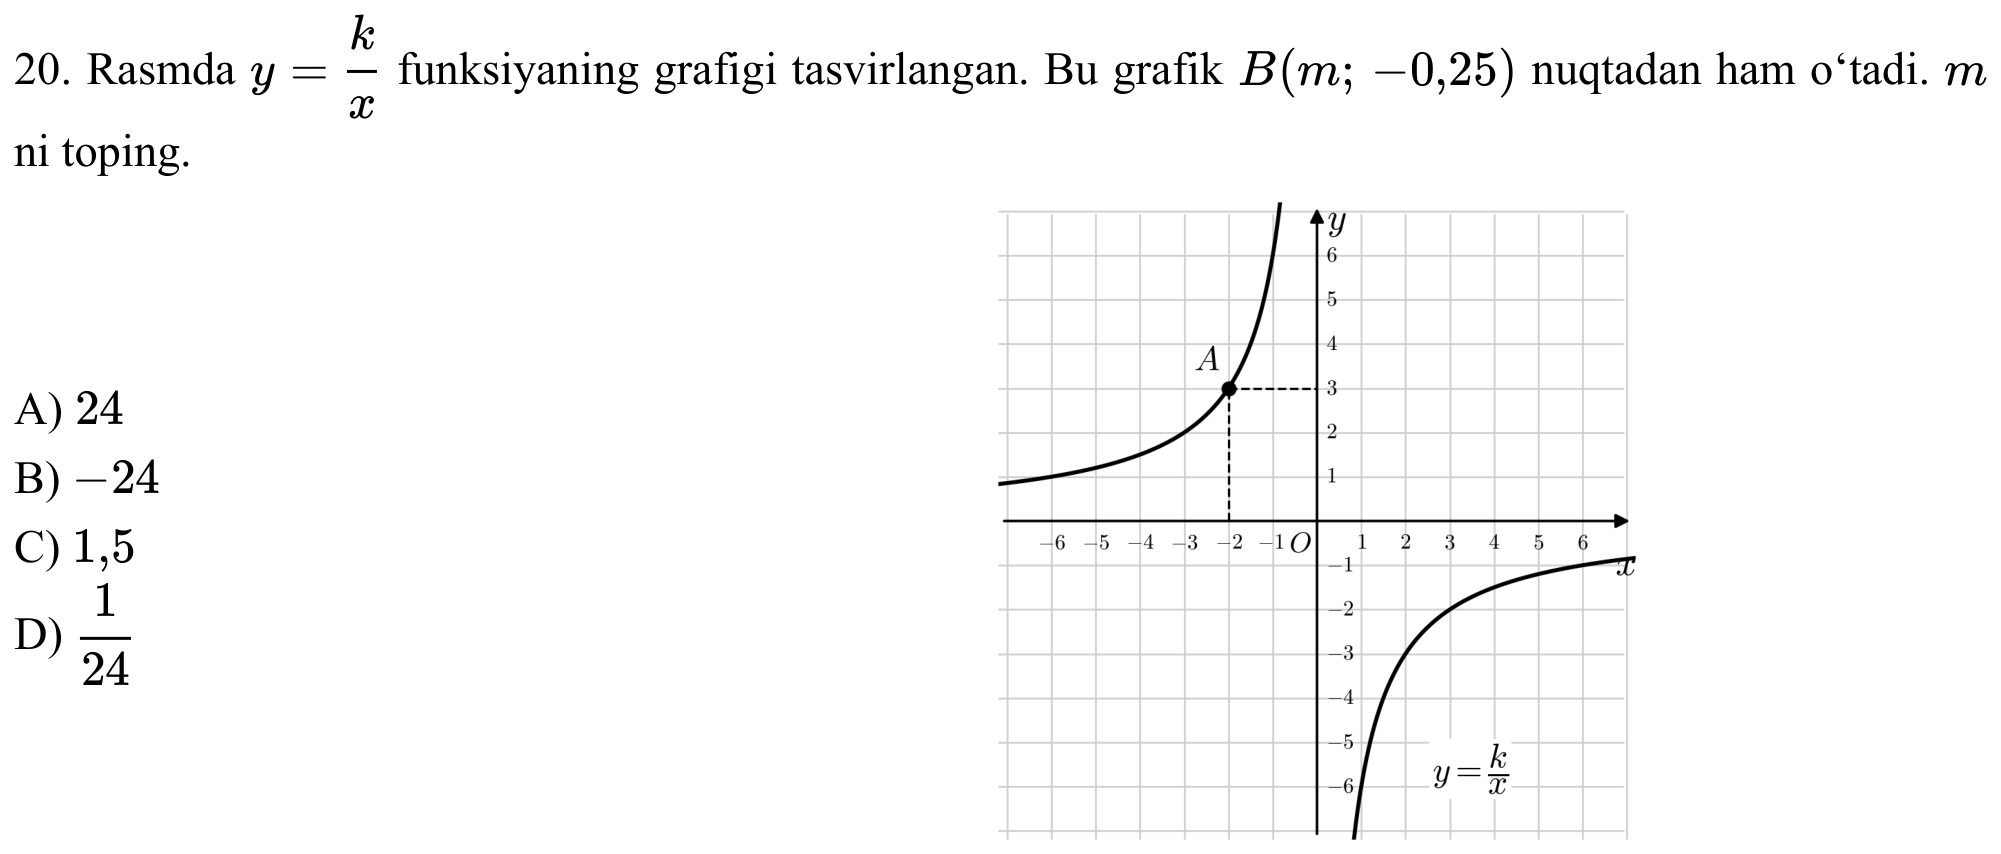 20. Rasmda y = k/x funksiyaning grafigi tasvirlangan. Bu grafik B(m; −0,25) nuqtadan ham o‘tadi. m
ni toping.
A) 24
B) −24
C) 1,5
D) 1/24
y
6
5
4
A
3
2
1
−6 −5 −4 −3 −2 −1 O 1 2 3 4 5 6
−1 x
−2
−3
−4
−5
y = k/x
−6